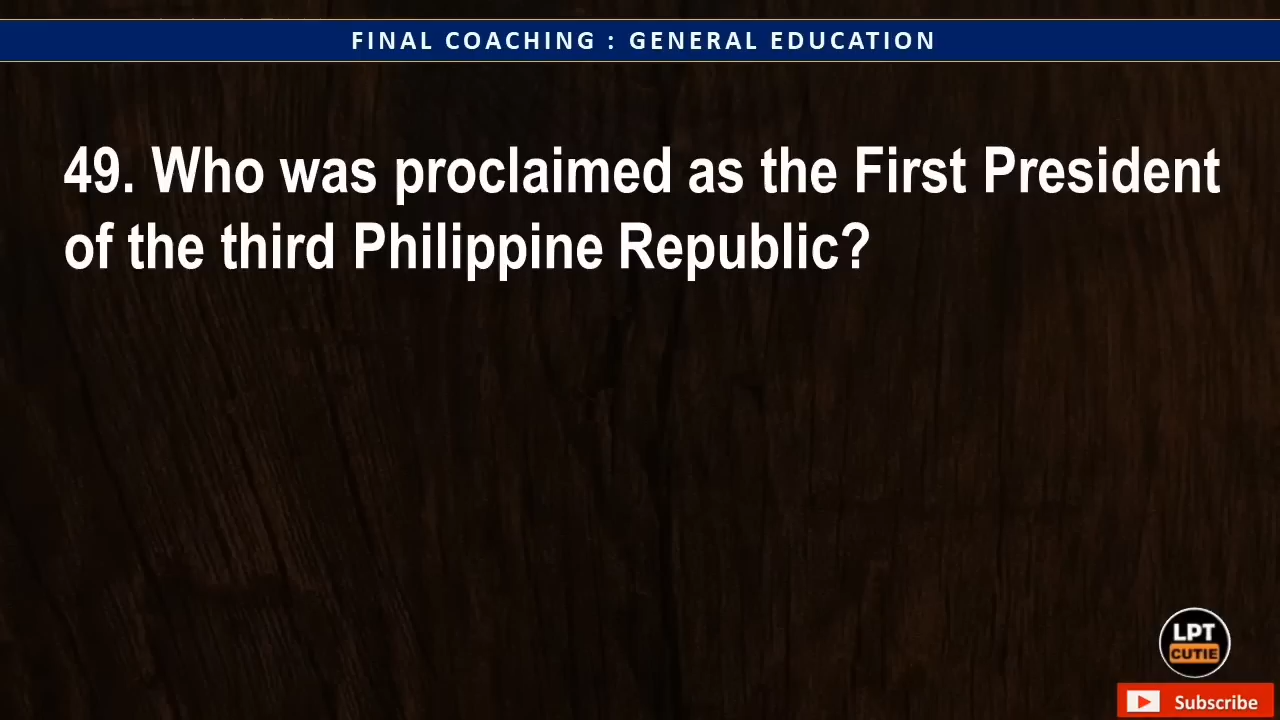 FINAL COACHING : GENERAL EDUCATION
49. Who was proclaimed as the First President
of the third Philippine Republic?
LPT
CUTIE
Subscribe